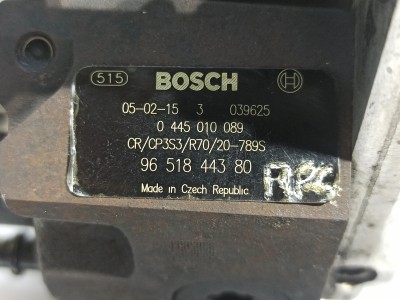 515 BOSCH
05-02-15 3 039625
0 445 010 089
CR/CP3S3/R70/20-789S
96 518 443 80
Made in Czech Republic